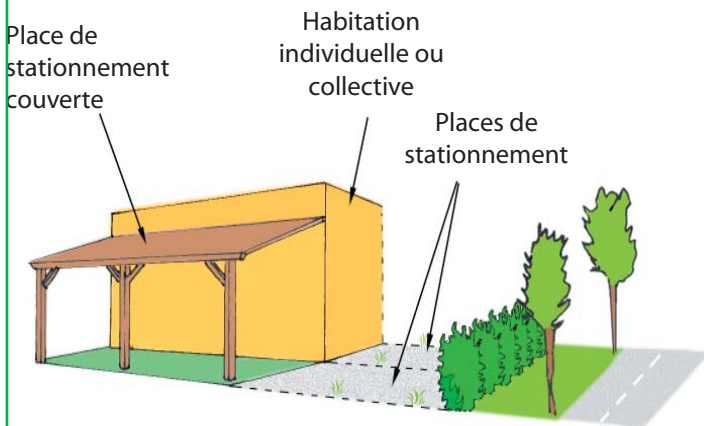 Place de
stationnement
couverte
Habitation
individuelle ou
collective
Places de
stationnement